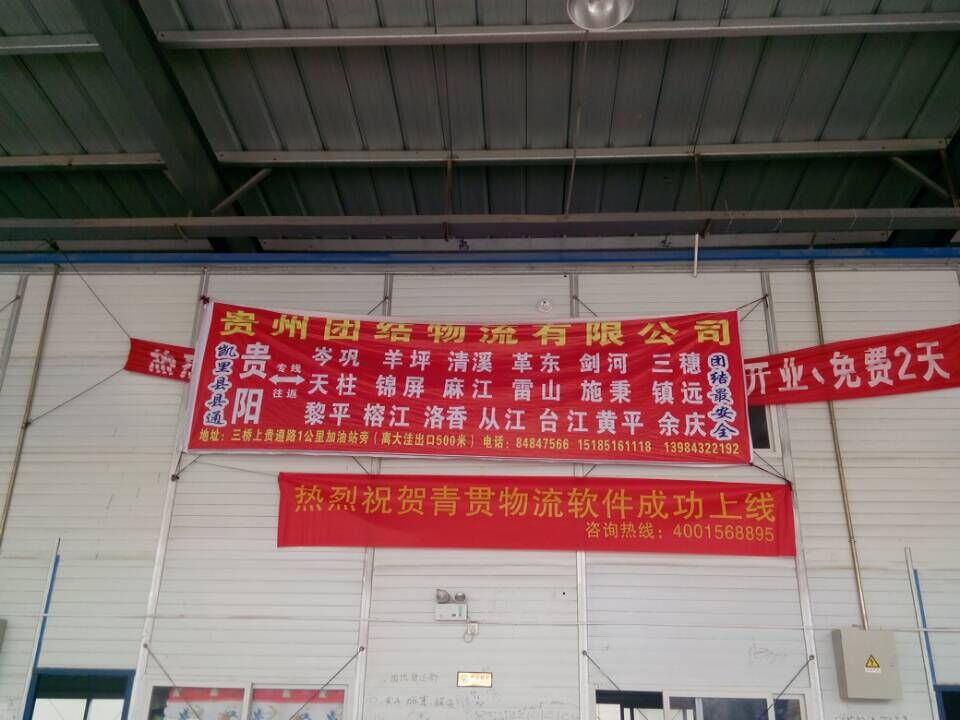 贵州团结物流有限公司
凯里县县通
贵阳
专线
往返
岑巩 羊坪 清溪 革东 剑河 三穗
天柱 锦屏 麻江 雷山 施秉 镇远
黎平 榕江 洛香 从江 台江 黄平 余庆
团结最安全
地址：三桥上贵遵路1公里加油站旁（离大洼出口500米）电话：84847566 15185161118 13984322192
热烈
开业、免费2天
热烈祝贺青贯物流软件成功上线
咨询热线：4001568895